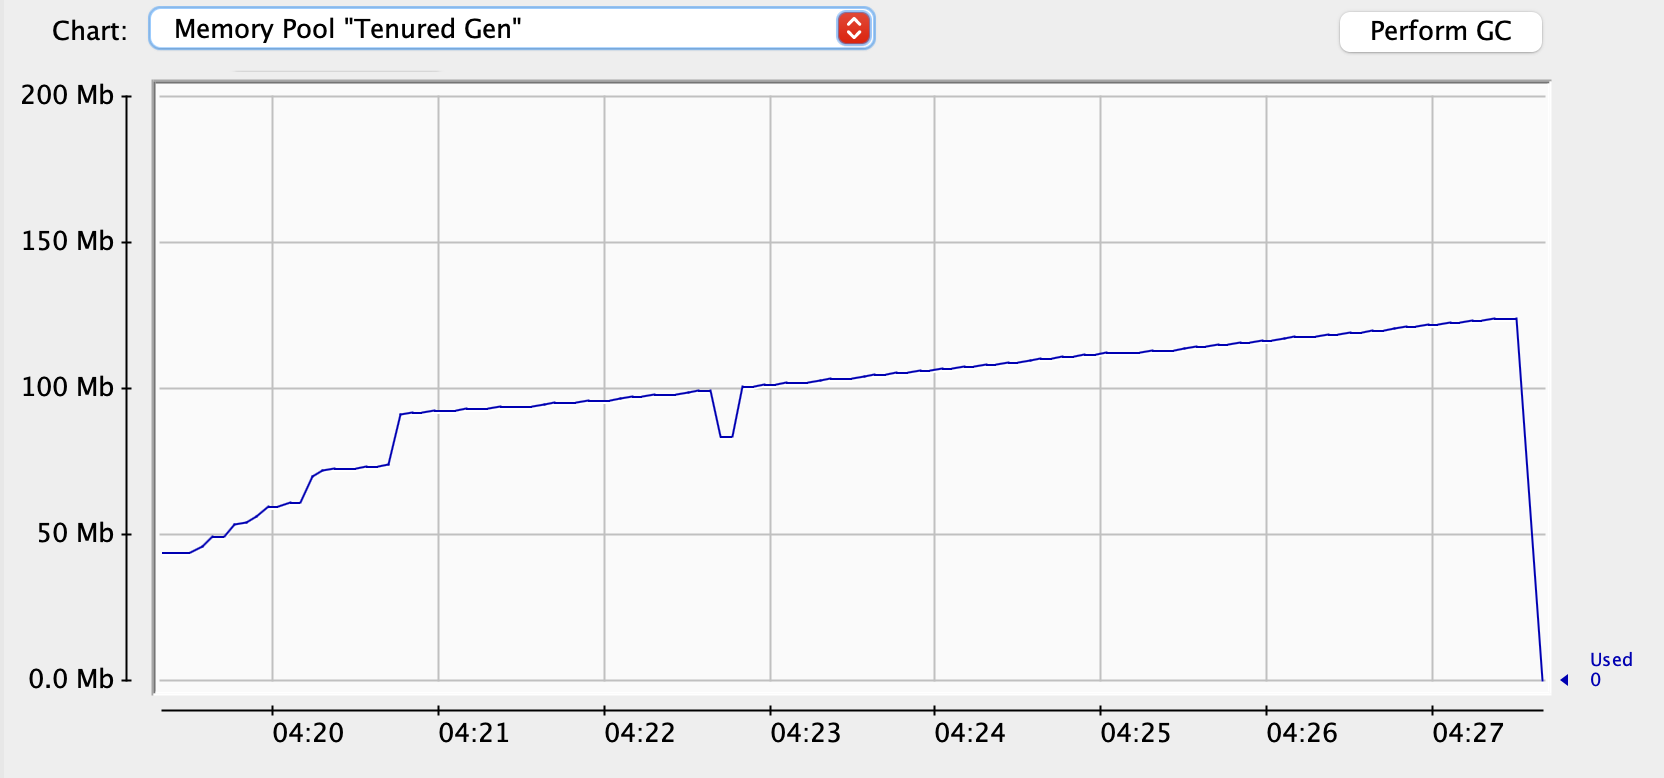 Chart: Memory Pool "Tenured Gen" Perform GC
200 Mb
150 Mb
100 Mb
50 Mb
0.0 Mb
Used
0
04:20 04:21 04:22 04:23 04:24 04:25 04:26 04:27